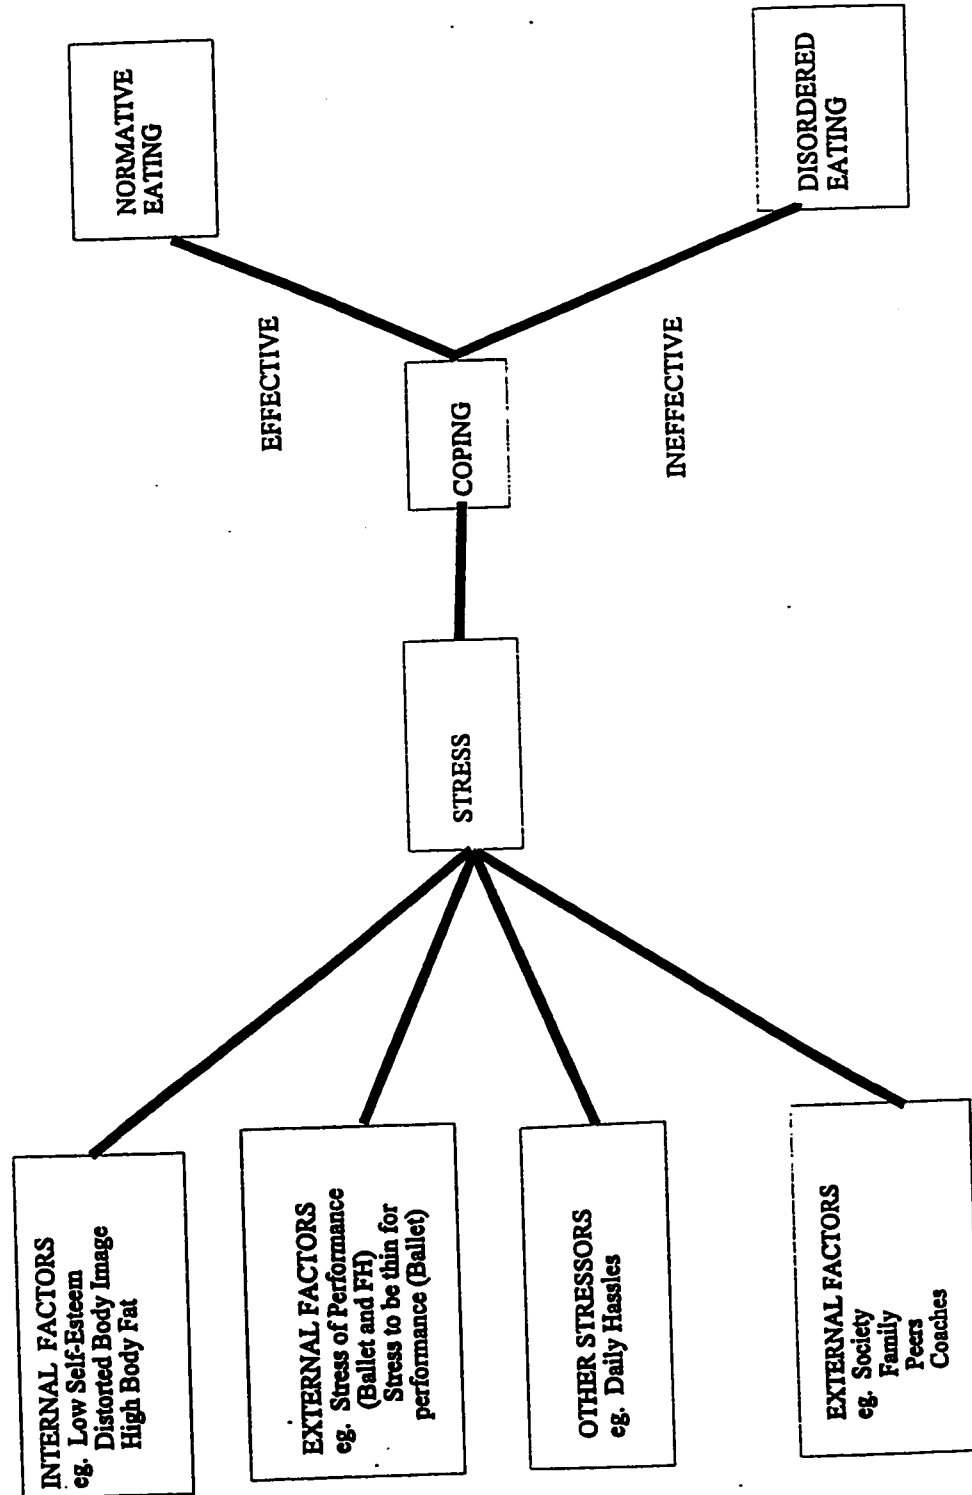 INTERNAL FACTORS
eg. Low Self-Esteem
Distorted Body Image
High Body Fat
EXTERNAL FACTORS
eg. Stress of Performance
(Ballet and FH)
Stress to be thin for
performance (Ballet)
OTHER STRESSORS
eg. Daily Hassles
EXTERNAL FACTORS
eg. Society
Family
Peers
Coaches
STRESS
COPING
EFFECTIVE
INEFFECTIVE
NORMATIVE
EATING
DISORDERED
EATING